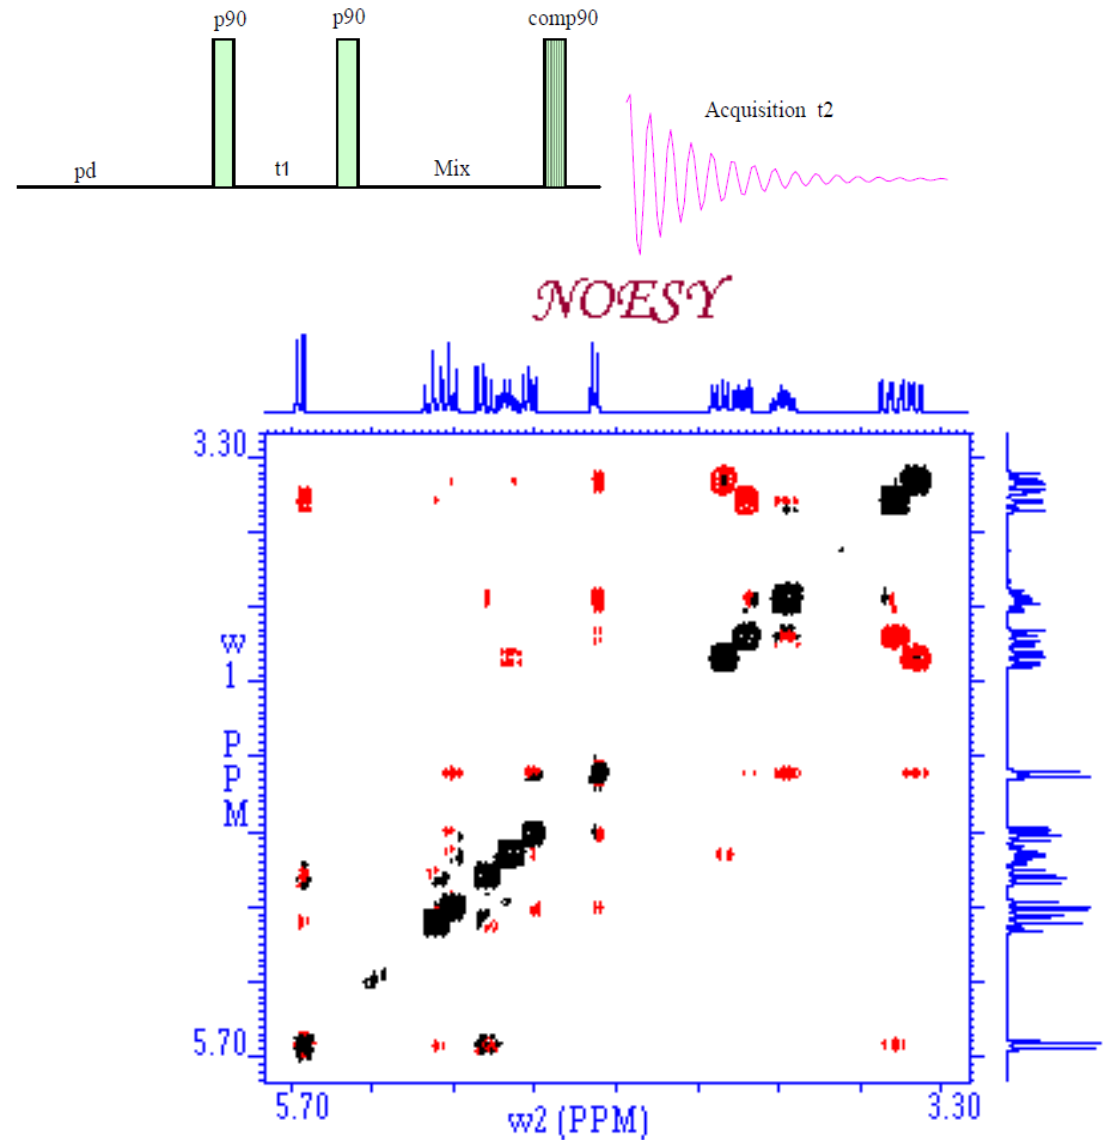 p90 p90 comp90
Acquisition t2
pd t1 Mix
NOESY
3.30
w
1
P
P
M
5.70
5.70 3.30
w2 (PPM)